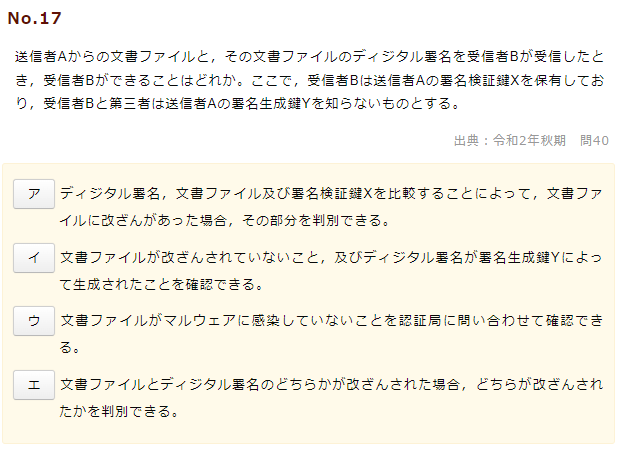 No.17
送信者Aからの文書ファイルと，その文書ファイルのディジタル署名を受信者Bが受信したと
き，受信者Bができることはどれか。ここで，受信者Bは送信者Aの署名検証鍵Xを保有してお
り，受信者Bと第三者は送信者Aの署名生成鍵Yを知らないものとする。
出典：令和2年秋期　問40
ア ディジタル署名，文書ファイル及び署名検証鍵Xを比較することによって，文書ファ
イルに改ざんがあった場合，その部分を判別できる。
イ 文書ファイルが改ざんされていないこと，及びディジタル署名が署名生成鍵Yによっ
て生成されたことを確認できる。
ウ 文書ファイルがマルウェアに感染していないことを認証局に問い合わせて確認でき
る。
エ 文書ファイルとディジタル署名のどちらかが改ざんされた場合，どちらが改ざんされ
たかを判別できる。